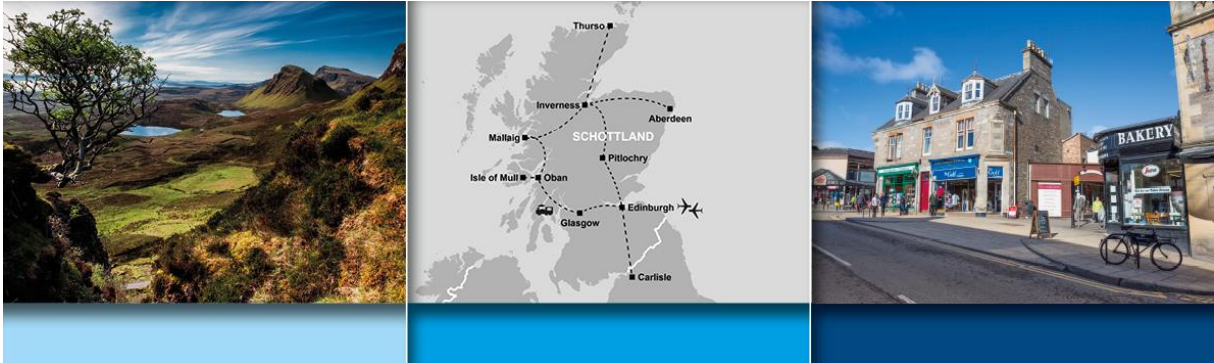 Thurso
Inverness
Aberdeen
Mallaig
SCHOTTLAND
Pitlochry
Isle of Mull
Oban
Edinburgh
Glasgow
Carlisle
BAKERY